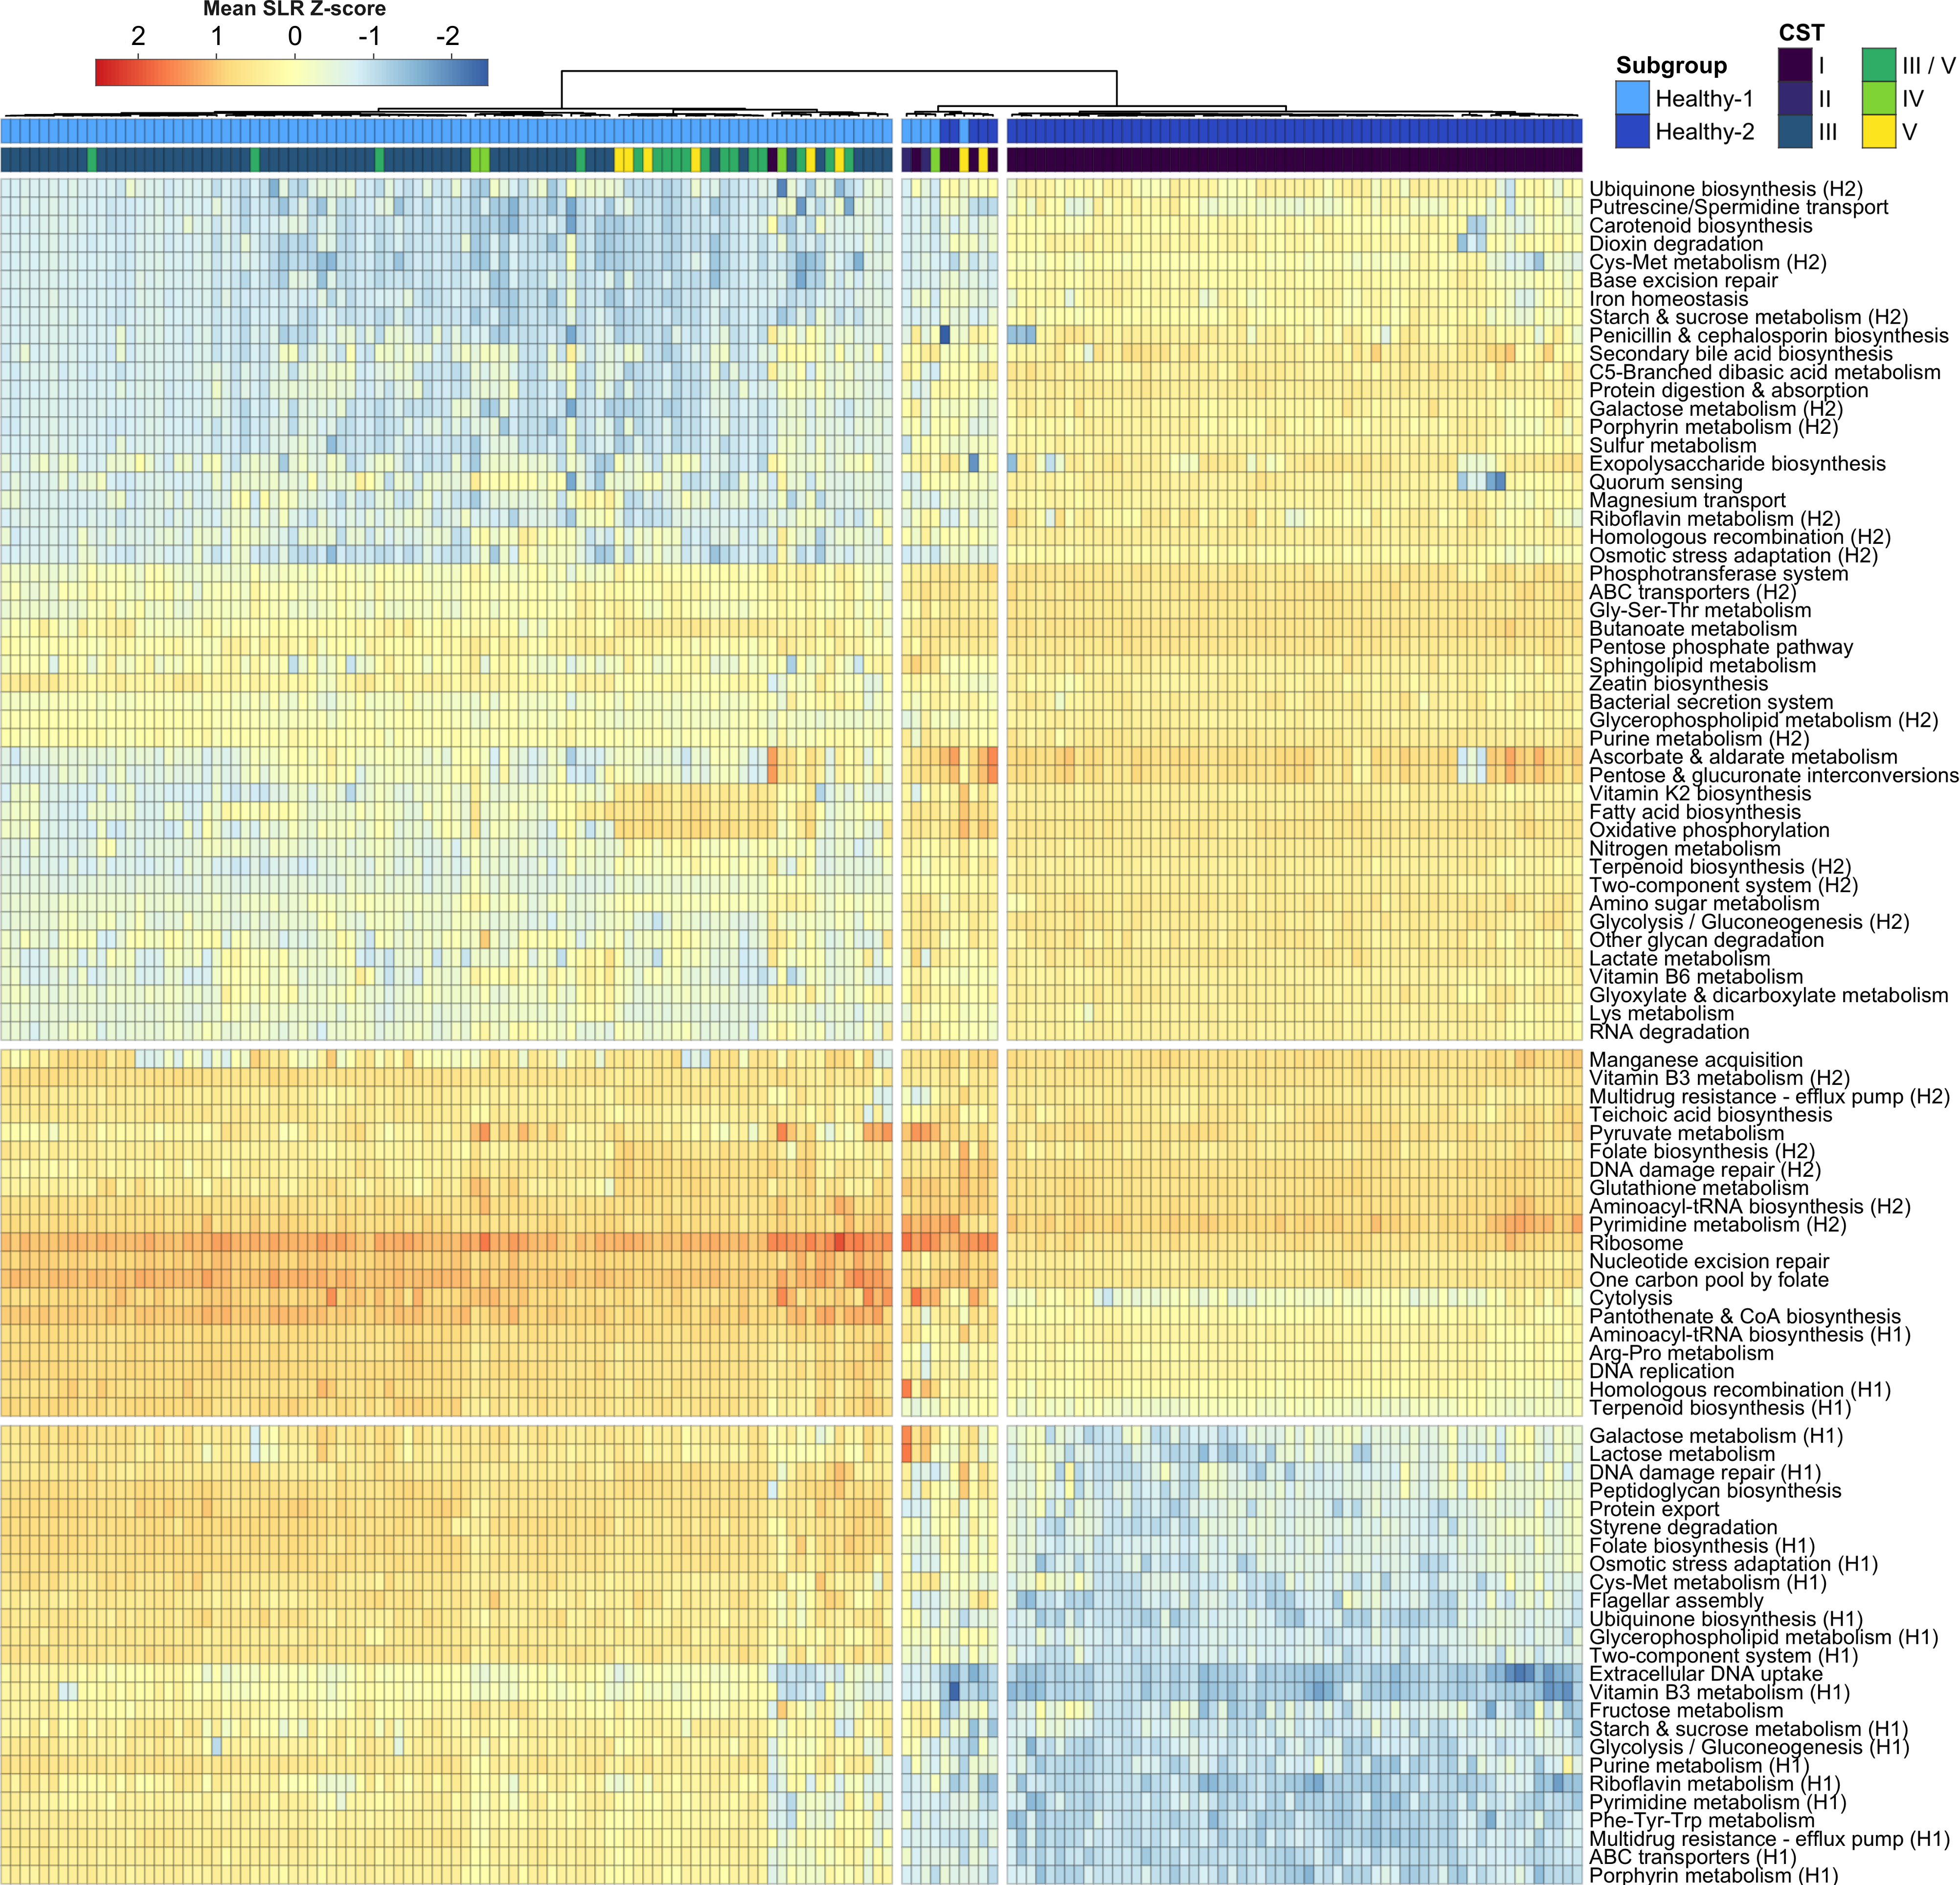 Mean SLR Z-score
2 1 0 -1 -2
Subgroup
Healthy-1
Healthy-2
CST
I
II
III
III / V
IV
V
Ubiquinone biosynthesis (H2)
Putrescine/Spermidine transport
Carotenoid biosynthesis
Dioxin degradation
Cys-Met metabolism (H2)
Base excision repair
Iron homeostasis
Starch & sucrose metabolism (H2)
Penicillin & cephalosporin biosynthesis
Secondary bile acid biosynthesis
C5-Branched dibasic acid metabolism
Protein digestion & absorption
Galactose metabolism (H2)
Porphyrin metabolism (H2)
Sulfur metabolism
Exopolysaccharide biosynthesis
Quorum sensing
Magnesium transport
Riboflavin metabolism (H2)
Homologous recombination (H2)
Osmotic stress adaptation (H2)
Phosphotransferase system
ABC transporters (H2)
Gly-Ser-Thr metabolism
Butanoate metabolism
Pentose phosphate pathway
Sphingolipid metabolism
Zeatin biosynthesis
Bacterial secretion system
Glycerophospholipid metabolism (H2)
Purine metabolism (H2)
Ascorbate & aldarate metabolism
Pentose & glucuronate interconversions
Vitamin K2 biosynthesis
Fatty acid biosynthesis
Oxidative phosphorylation
Nitrogen metabolism
Terpenoid biosynthesis (H2)
Two-component system (H2)
Amino sugar metabolism
Glycolysis / Gluconeogenesis (H2)
Other glycan degradation
Lactate metabolism
Vitamin B6 metabolism
Glyoxylate & dicarboxylate metabolism
Lys metabolism
RNA degradation
Manganese acquisition
Vitamin B3 metabolism (H2)
Multidrug resistance - efflux pump (H2)
Teichoic acid biosynthesis
Pyruvate metabolism
Folate biosynthesis (H2)
DNA damage repair (H2)
Glutathione metabolism
Aminoacyl-tRNA biosynthesis (H2)
Pyrimidine metabolism (H2)
Ribosome
Nucleotide excision repair
One carbon pool by folate
Cytolysis
Pantothenate & CoA biosynthesis
Aminoacyl-tRNA biosynthesis (H1)
Arg-Pro metabolism
DNA replication
Homologous recombination (H1)
Terpenoid biosynthesis (H1)
Galactose metabolism (H1)
Lactose metabolism
DNA damage repair (H1)
Peptidoglycan biosynthesis
Protein export
Styrene degradation
Folate biosynthesis (H1)
Osmotic stress adaptation (H1)
Cys-Met metabolism (H1)
Flagellar assembly
Ubiquinone biosynthesis (H1)
Glycerophospholipid metabolism (H1)
Two-component system (H1)
Extracellular DNA uptake
Vitamin B3 metabolism (H1)
Fructose metabolism
Starch & sucrose metabolism (H1)
Glycolysis / Gluconeogenesis (H1)
Purine metabolism (H1)
Riboflavin metabolism (H1)
Pyrimidine metabolism (H1)
Phe-Tyr-Trp metabolism
Multidrug resistance - efflux pump (H1)
ABC transporters (H1)
Porphyrin metabolism (H1)